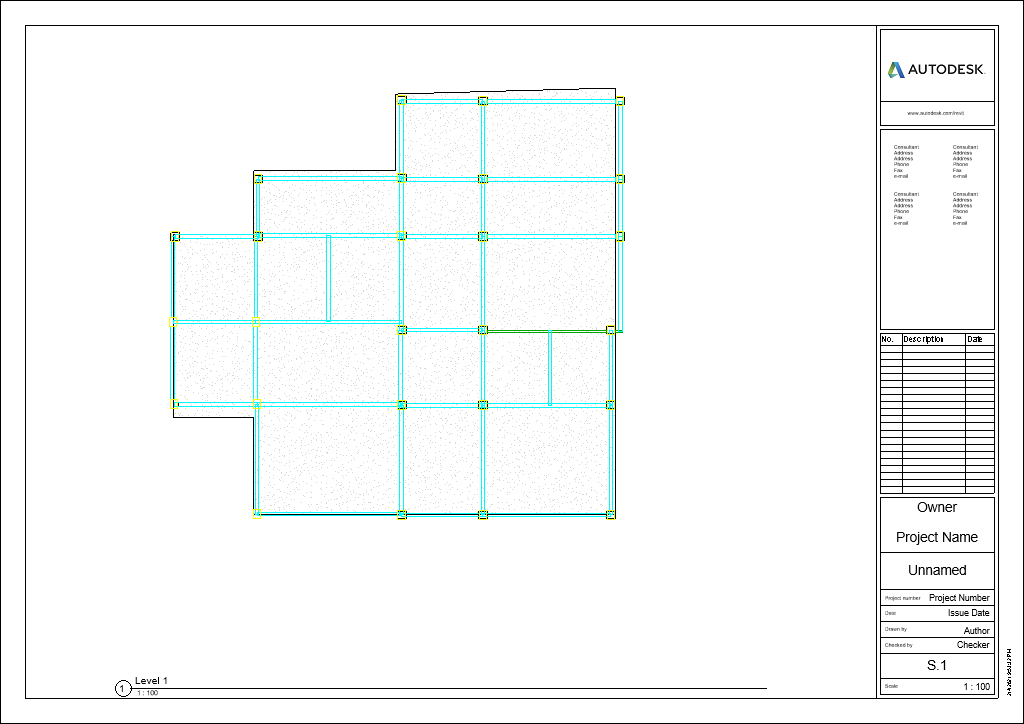 AUTODESK
www.autodesk.com/revit
Consultant
Address
Address
Phone
Fax
e-mail
Consultant
Address
Address
Phone
Fax
e-mail
Consultant
Address
Address
Phone
Fax
e-mail
Consultant
Address
Address
Phone
Fax
e-mail
No. Description Date
Owner
Project Name
Unnamed
Project number Project Number
Date Issue Date
Drawn by Author
Checked by Checker
S.1
Scale 1 : 100
1 Level 1
1 : 100